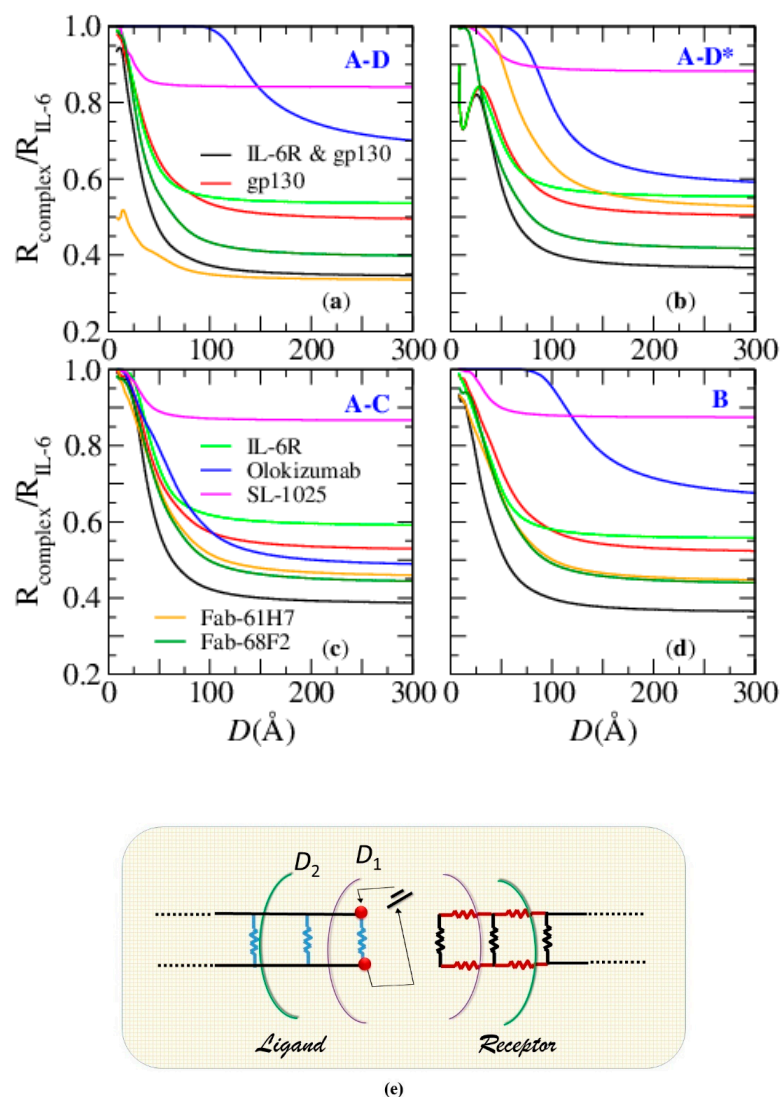 1.0
0.8
0.6
0.4
0.2
R_complex/R_IL-6
A-D
IL-6R & gp130
gp130
(a)
0 100 200 300
A-D*
(b)
0 100 200 300
1.0
0.8
0.6
0.4
0.2
R_complex/R_IL-6
A-C
IL-6R
Olokizumab
SL-1025
Fab-61H7
Fab-68F2
(c)
0 100 200 300
D(Å)
B
(d)
0 100 200 300
D(Å)
D₂ D₁
Ligand Receptor
(e)